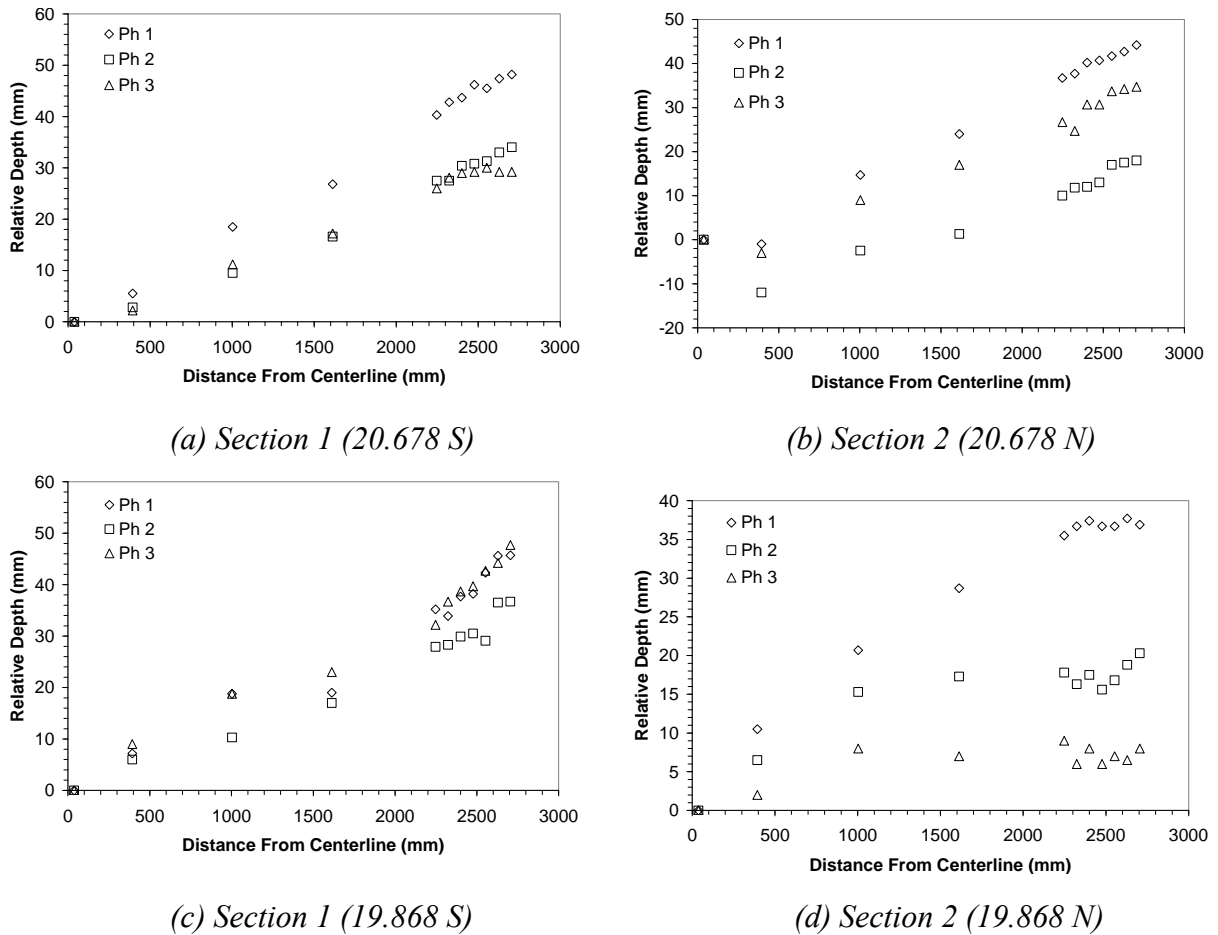 60
50
40
30
20
10
0
Relative Depth (mm)
Ph 1
Ph 2
Ph 3
0 500 1000 1500 2000 2500 3000
Distance From Centerline (mm)
(a) Section 1 (20.678 S)
50
40
30
20
10
0
-10
-20
Relative Depth (mm)
Ph 1
Ph 2
Ph 3
0 500 1000 1500 2000 2500 3000
Distance From Centerline (mm)
(b) Section 2 (20.678 N)
60
50
40
30
20
10
0
Relative Depth (mm)
Ph 1
Ph 2
Ph 3
0 500 1000 1500 2000 2500 3000
Distance From Centerline (mm)
(c) Section 1 (19.868 S)
40
35
30
25
20
15
10
5
0
Relative Depth (mm)
Ph 1
Ph 2
Ph 3
0 500 1000 1500 2000 2500 3000
Distance From Centerline (mm)
(d) Section 2 (19.868 N)